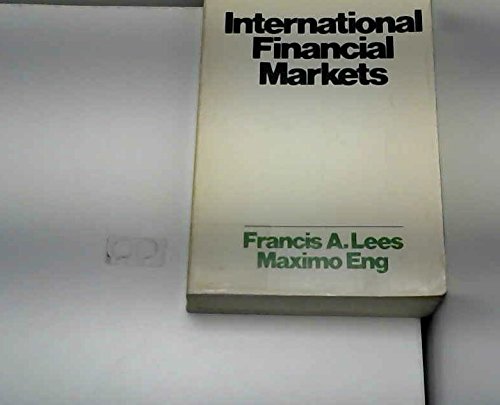 International
Financial
Markets
Francis A. Lees
Maximo Eng